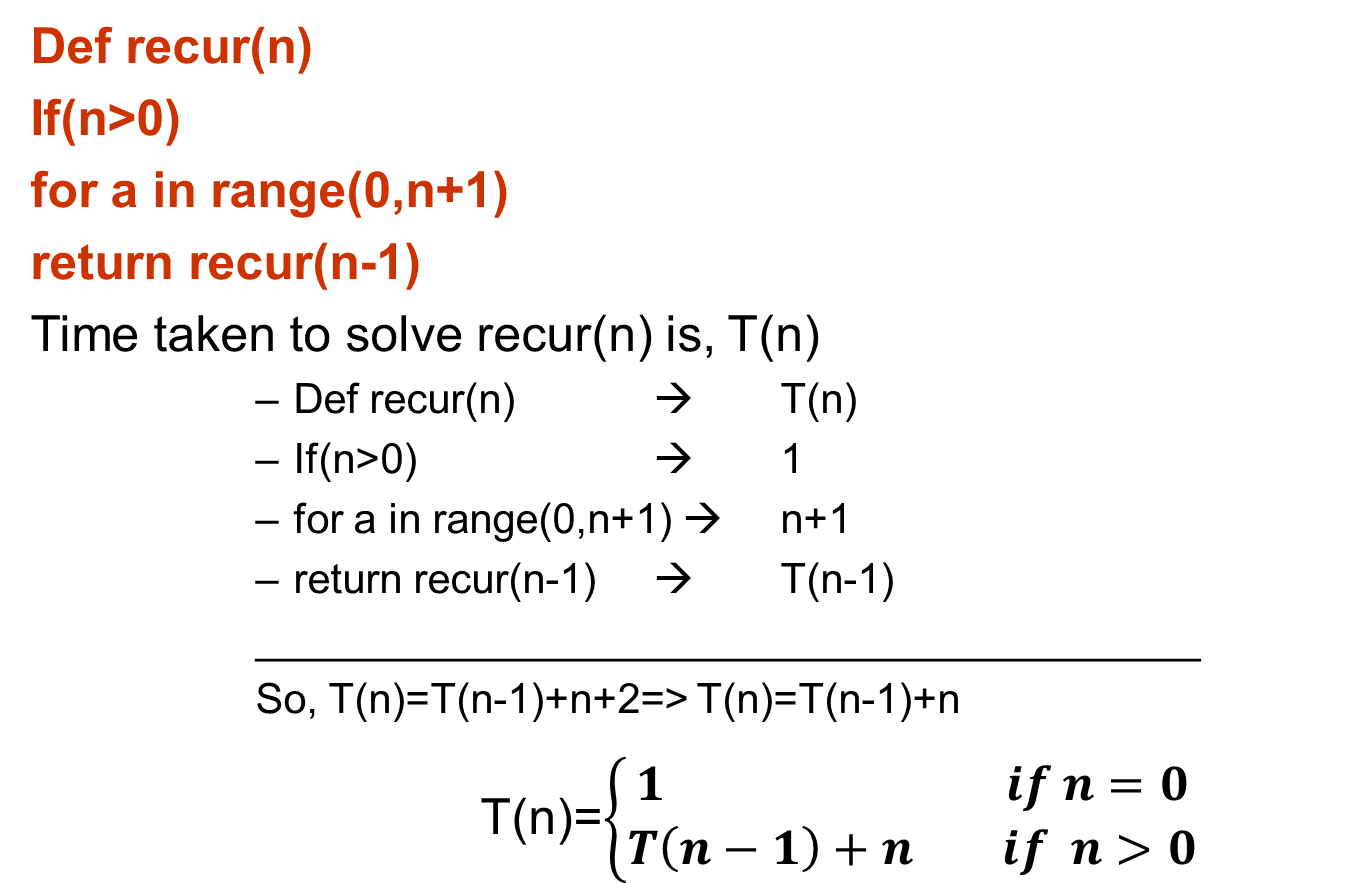 Def recur(n)
If(n>0)
for a in range(0,n+1)
return recur(n-1)
Time taken to solve recur(n) is, T(n)
– Def recur(n) → T(n)
– If(n>0) → 1
– for a in range(0,n+1) → n+1
– return recur(n-1) → T(n-1)
So, T(n)=T(n-1)+n+2=> T(n)=T(n-1)+n
T(n)={ 1 if n = 0
T(n − 1) + n if n > 0